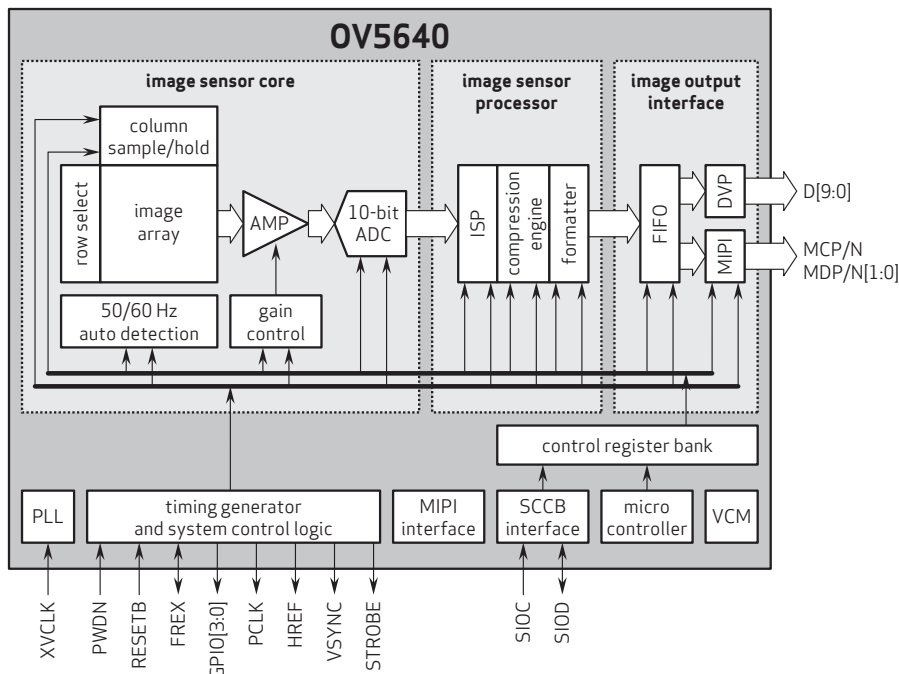 OV5640
image sensor core
image sensor
processor
image output
interface
column
sample/hold
row select
image
array
AMP
10-bit
ADC
ISP
compression
engine
formatter
FIFO
DVP
MIPI
D[9:0]
MCP/N
MDP/N[1:0]
50/60 Hz
auto detection
gain
control
control register bank
PLL
timing generator
and system control logic
MIPI
interface
SCCB
interface
micro
controller
VCM
XVCLK
PWDN
RESETB
FREX
GPIO[3:0]
PCLK
HREF
VSYNC
STROBE
SIOC
SIOD